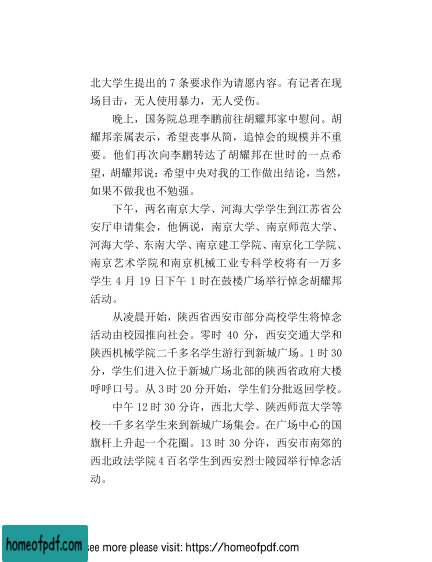 北大学生提出的 7 条要求作为请愿内容。有记者在现
场目击，无人使用暴力，无人受伤。
晚上，国务院总理李鹏前往胡耀邦家中慰问。胡
耀邦亲属表示，希望丧事从简，追悼会的规模并不重
要。他们再次向李鹏转达了胡耀邦在世时的一点希
望，胡耀邦说：希望中央对我的工作做出结论，当然，
如果不做我也不勉强。
下午，两名南京大学、河海大学学生到江苏省公
安厅申请集会，他俩说，南京大学、南京师范大学、
河海大学、东南大学、南京建工学院、南京化工学院、
南京艺术学院和南京机械工业专科学校将有一万多
学生 4 月 19 日下午 1 时在鼓楼广场举行悼念胡耀邦
活动。
从凌晨开始，陕西省西安市部分高校学生将悼念
活动由校园推向社会。零时 40 分，西安交通大学和
陕西机械学院二千多名学生游行到新城广场。1 时 30
分，学生们进入位于新城广场北部的陕西省政府大楼
呼呼口号。从 3 时 20 分开始，学生们分批返回学校。
中午 12 时 30 分许，西北大学、陕西师范大学等
校一千多名学生来到新城广场集会。在广场中心的国
旗杆上升起一个花圈。13 时 30 分许，西安市南郊的
西北政法学院 4 百名学生到西安烈士陵园举行悼念活
动。
homeofpdf.com see more please visit: https://homeofpdf.com